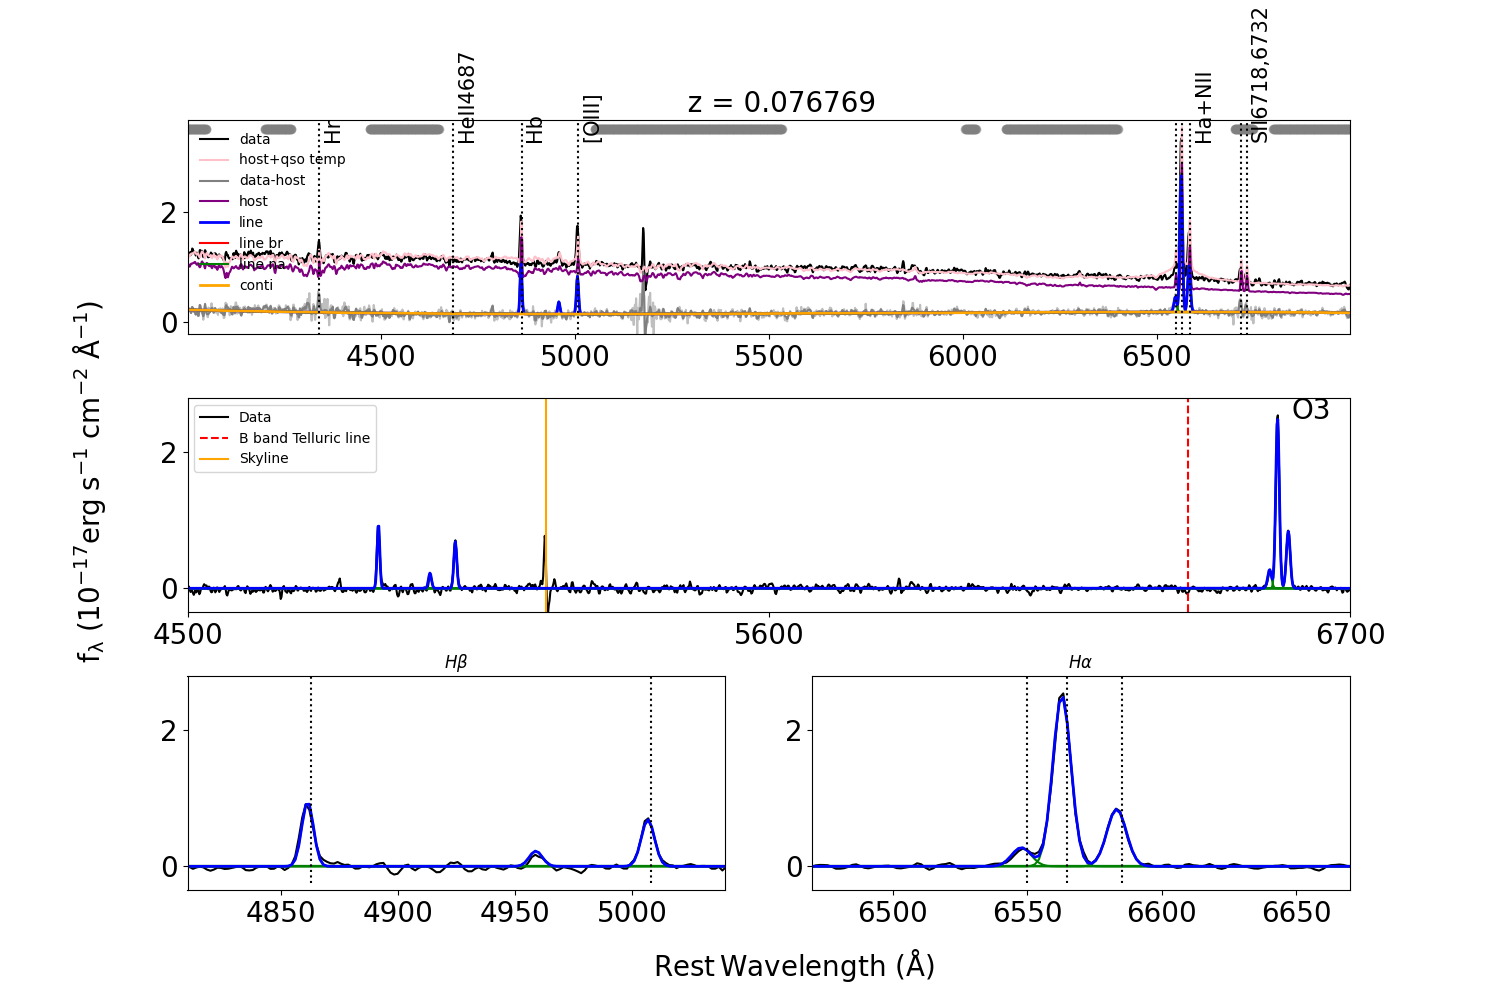 z = 0.076769
Hr
HeII4687
Hb
[OIII]
Ha+NII
SII6718,6732
data
host+qso temp
data-host
host
line
line br
line na
conti
2
0
4500
5000
5500
6000
6500
f_λ (10⁻¹⁷erg s⁻¹ cm⁻² Å⁻¹)
Data
B band Telluric line
Skyline
O3
2
0
4500
5600
6700
Hβ
2
0
4850
4900
4950
5000
Hα
2
0
6500
6550
6600
6650
Rest Wavelength (Å)